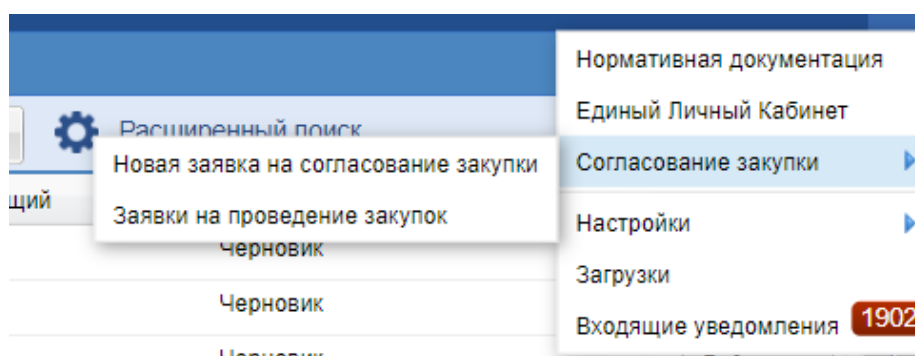 Нормативная документация
Единый Личный Кабинет
Расширенный поиск
Новая заявка на согласование закупки
Согласование закупки
щий
Заявки на проведение закупок
Настройки
Черновик
Загрузки
Черновик
Входящие уведомления 1902
Черновик